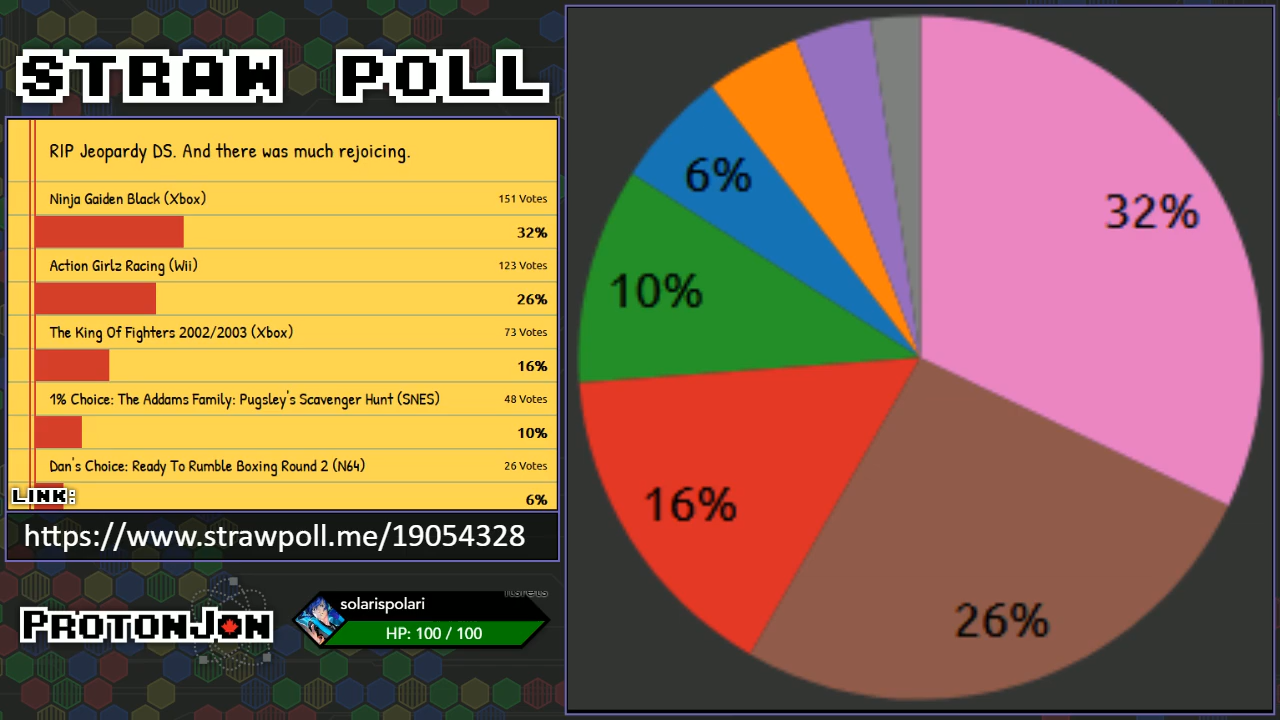 STRAW POLL
RIP Jeopardy DS. And there was much rejoicing.
Ninja Gaiden Black (Xbox)
151 Votes
32%
Action Girlz Racing (Wii)
123 Votes
26%
The King Of Fighters 2002/2003 (Xbox)
73 Votes
16%
1% Choice: The Addams Family: Pugsley's Scavenger Hunt (SNES)
48 Votes
10%
Dan's Choice: Ready To Rumble Boxing Round 2 (N64)
26 Votes
6%
LINK:
https://www.strawpoll.me/19054328
PROTONJON
solarispolari
HP: 100 / 100
32%
6%
10%
16%
26%